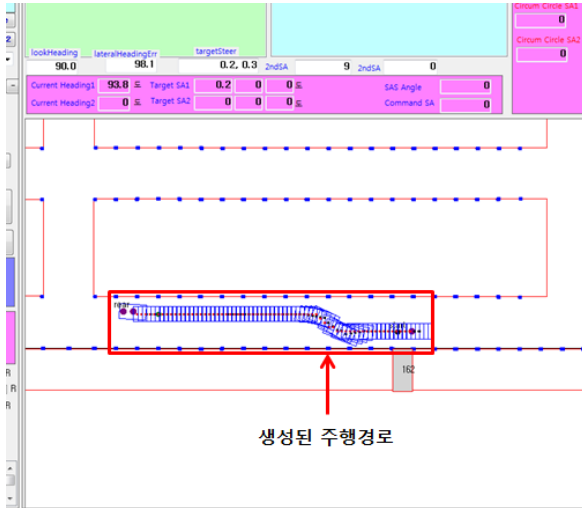 Circum Circle SA1
0
Circum Circle SA2
0
2
lookHeading lateralHeadingErr targetSteer
90.0 98.1 0.2, 0.3 2ndSA 9 2ndSA 0
Current Heading1 93.8 도 Target SA1 0.2 0 0 도 SAS Angle 0
Current Heading2 0 도 Target SA2 0 0 0 도 Command SA 0
rear
162
R
R
R
생성된 주행경로